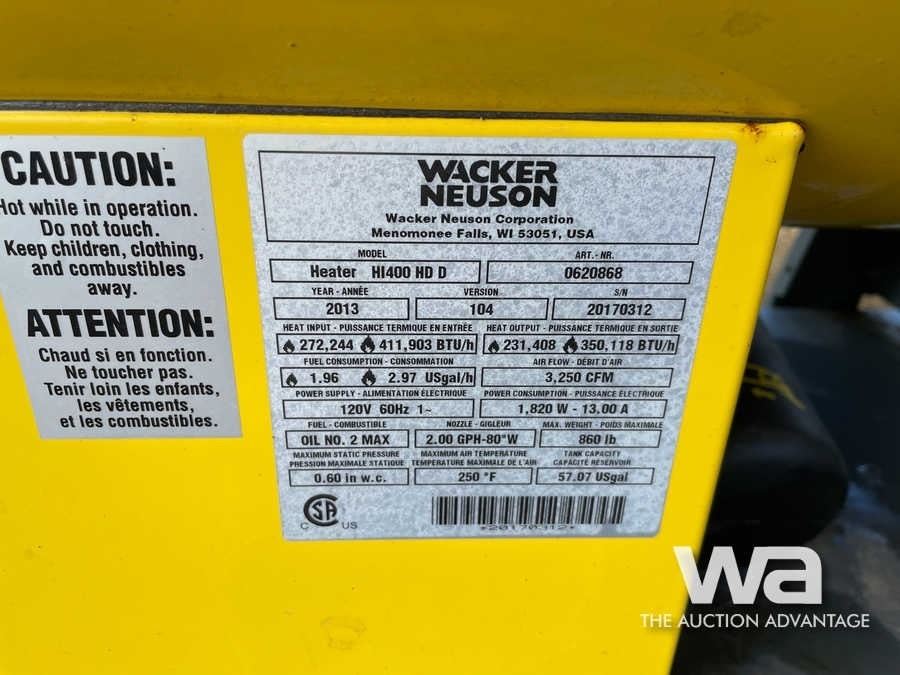 CAUTION:
Hot while in operation.
Do not touch.
Keep children, clothing,
and combustibles
away.
ATTENTION:
Chaud si en fonction.
Ne toucher pas.
Tenir loin les enfants,
les vêtements,
et les combustibles.
WACKER
NEUSON
Wacker Neuson Corporation
Menomonee Falls, WI 53051, USA
MODEL ART.-NR.
Heater HI400 HD D 0620868
YEAR - ANNÉE VERSION S/N
2013 104 20170312
HEAT INPUT - PUISSANCE TERMIQUE EN ENTRÉE HEAT OUTPUT - PUISSANCE TERMIQUE EN SORTIE
272,244 411,903 BTU/h 231,408 350,118 BTU/h
FUEL CONSUMPTION - CONSOMMATION AIR FLOW - DÉBIT D'AIR
1.96 2.97 USgal/h 3,250 CFM
POWER SUPPLY - ALIMENTATION ÉLECTRIQUE POWER CONSUMPTION - PUISSANCE ÉLECTRIQUE
120V 60Hz 1~ 1,820 W - 13.00 A
FUEL - COMBUSTIBLE NOZZLE - GIGLEUR MAX. WEIGHT - POIDS MAXIMALE
OIL NO. 2 MAX 2.00 GPH-80°W 860 lb
MAXIMUM STATIC PRESSURE MAXIMUM AIR TEMPERATURE TANK CAPACITY
PRESSION MAXIMALE STATIQUE TEMPÉRATURE MAXIMALE DE L'AIR CAPACITÉ RÉSERVOIR
0.60 in w.c. 250 °F 57.07 USgal
CSA
C US
*20170312*
wa
THE AUCTION ADVANTAGE